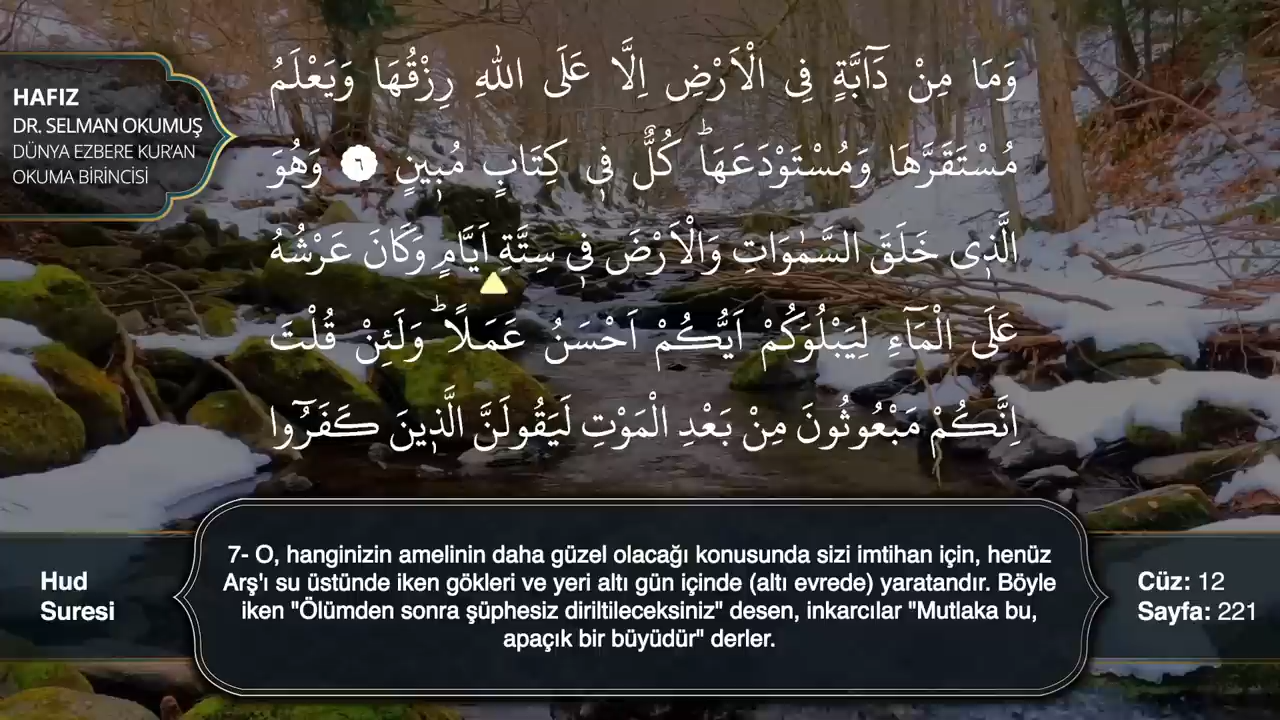 HAFIZ
DR. SELMAN OKUMUŞ
DÜNYA EZBERE KUR'AN
OKUMA BİRİNCİSİ
وَمَا مِنْ دَٓابَّةٍ فِي الْاَرْضِ اِلَّا عَلَى اللّٰهِ رِزْقُهَا وَيَعْلَمُ
مُسْتَقَرَّهَا وَمُسْتَوْدَعَهَاۜ كُلٌّ ف۪ي كِتَابٍ مُب۪ينٍ ﴿٦﴾ وَهُوَ
الَّذ۪ي خَلَقَ السَّمٰوَاتِ وَالْاَرْضَ ف۪ي سِتَّةِ اَيَّامٍ وَكَانَ عَرْشُهُ
عَلَى الْمَٓاءِ لِيَبْلُوَكُمْ اَيُّكُمْ اَحْسَنُ عَمَلًاۜ وَلَئِنْ قُلْتَ
اِنَّكُمْ مَبْعُوثُونَ مِنْ بَعْدِ الْمَوْتِ لَيَقُولَنَّ الَّذ۪ينَ كَفَرُٓوا
Hud
Suresi
7- O, hanginizin amelinin daha güzel olacağı konusunda sizi imtihan için, henüz
Arş'ı su üstünde iken gökleri ve yeri altı gün içinde (altı evrede) yaratandır. Böyle
iken "Ölümden sonra şüphesiz diriltileceksiniz" desen, inkarcılar "Mutlaka bu,
apaçık bir büyüdür" derler.
Cüz: 12
Sayfa: 221